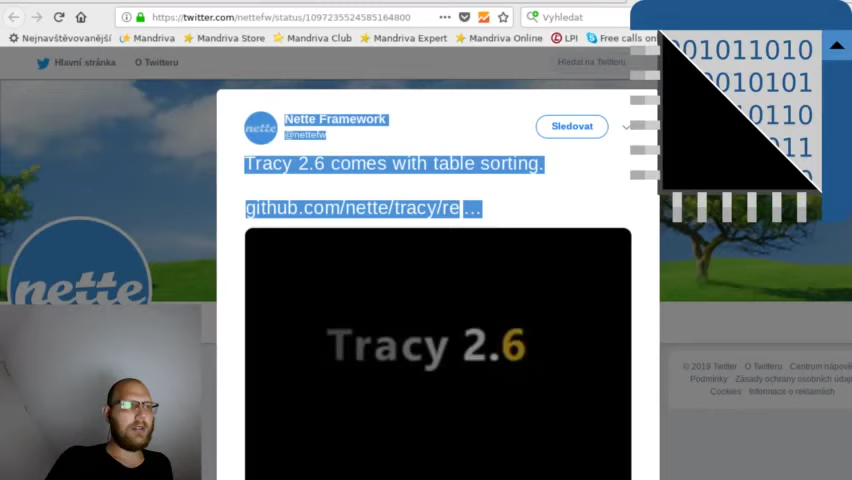 https://twitter.com/nettefw/status/1097235524585164800
Vyhledat
Nejnavštěvovanější
Mandriva
Mandriva Store
Mandriva Club
Mandriva Expert
Mandriva Online
LPI
Free calls on
Hlavní stránka
O Twitteru
Hledat na Twitteru
001011010
0010101
0110
11
Nette Framework
@nettefw
Sledovat
Tracy 2.6 comes with table sorting.
github.com/nette/tracy/re ...
nette
nette
Tracy 2.6
© 2019 Twitter O Twitteru Centrum nápově
Podmínky Zásady ochrany osobních údaj
Cookies Informace o reklamách